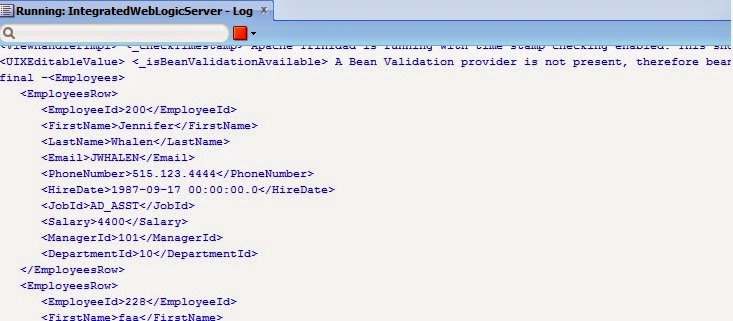 Running: IntegratedWebLogicServer - Log
<ViewHandlerImpl> <_checkTimestamp> Apache Trinidad is running with time-stamp checking enabled. This
<UIXEditableValue> <_isBeanValidationAvailable> A Bean Validation provider is not present, therefore bean
final -<Employees>
<EmployeesRow>
<EmployeeId>200</EmployeeId>
<FirstName>Jennifer</FirstName>
<LastName>Whalen</LastName>
<Email>JWHALEN</Email>
<PhoneNumber>515.123.4444</PhoneNumber>
<HireDate>1987-09-17 00:00:00.0</HireDate>
<JobId>AD_ASST</JobId>
<Salary>4400</Salary>
<ManagerId>101</ManagerId>
<DepartmentId>10</DepartmentId>
</EmployeesRow>
<EmployeesRow>
<EmployeeId>228</EmployeeId>
<FirstName>faa</FirstName>